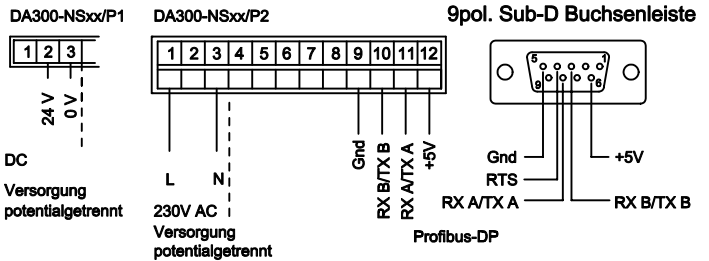 DA300-NSxx/P1
1 2 3
24 V
0 V
DC
Versorgung
potentialgetrennt
DA300-NSxx/P2
1 2 3 4 5 6 7 8 9 10 11 12
L
N
230V AC
Versorgung
potentialgetrennt
Gnd
RX B/TX B
RX A/TX A
+5V
Profibus-DP
9pol. Sub-D Buchsenleiste
5 1
9 6
Gnd
RTS
RX A/TX A
+5V
RX B/TX B